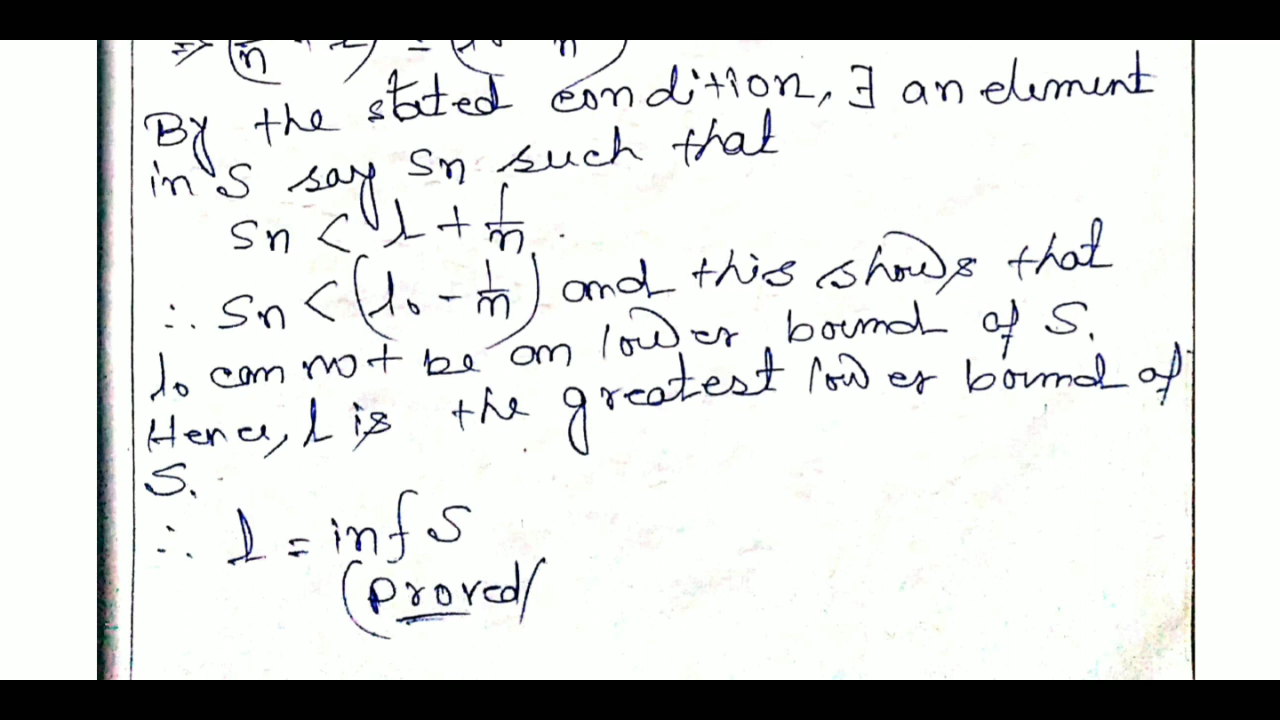 By the stated condition, ∃ an element
in S say Sn such that
Sn < l + 1/n .
∴ Sn < (l₀ - 1/n) and this shows that
l₀ can not be an lower bound of S.
Hence, l is the greatest lower bound of
S.
∴ l = inf S
(Proved)